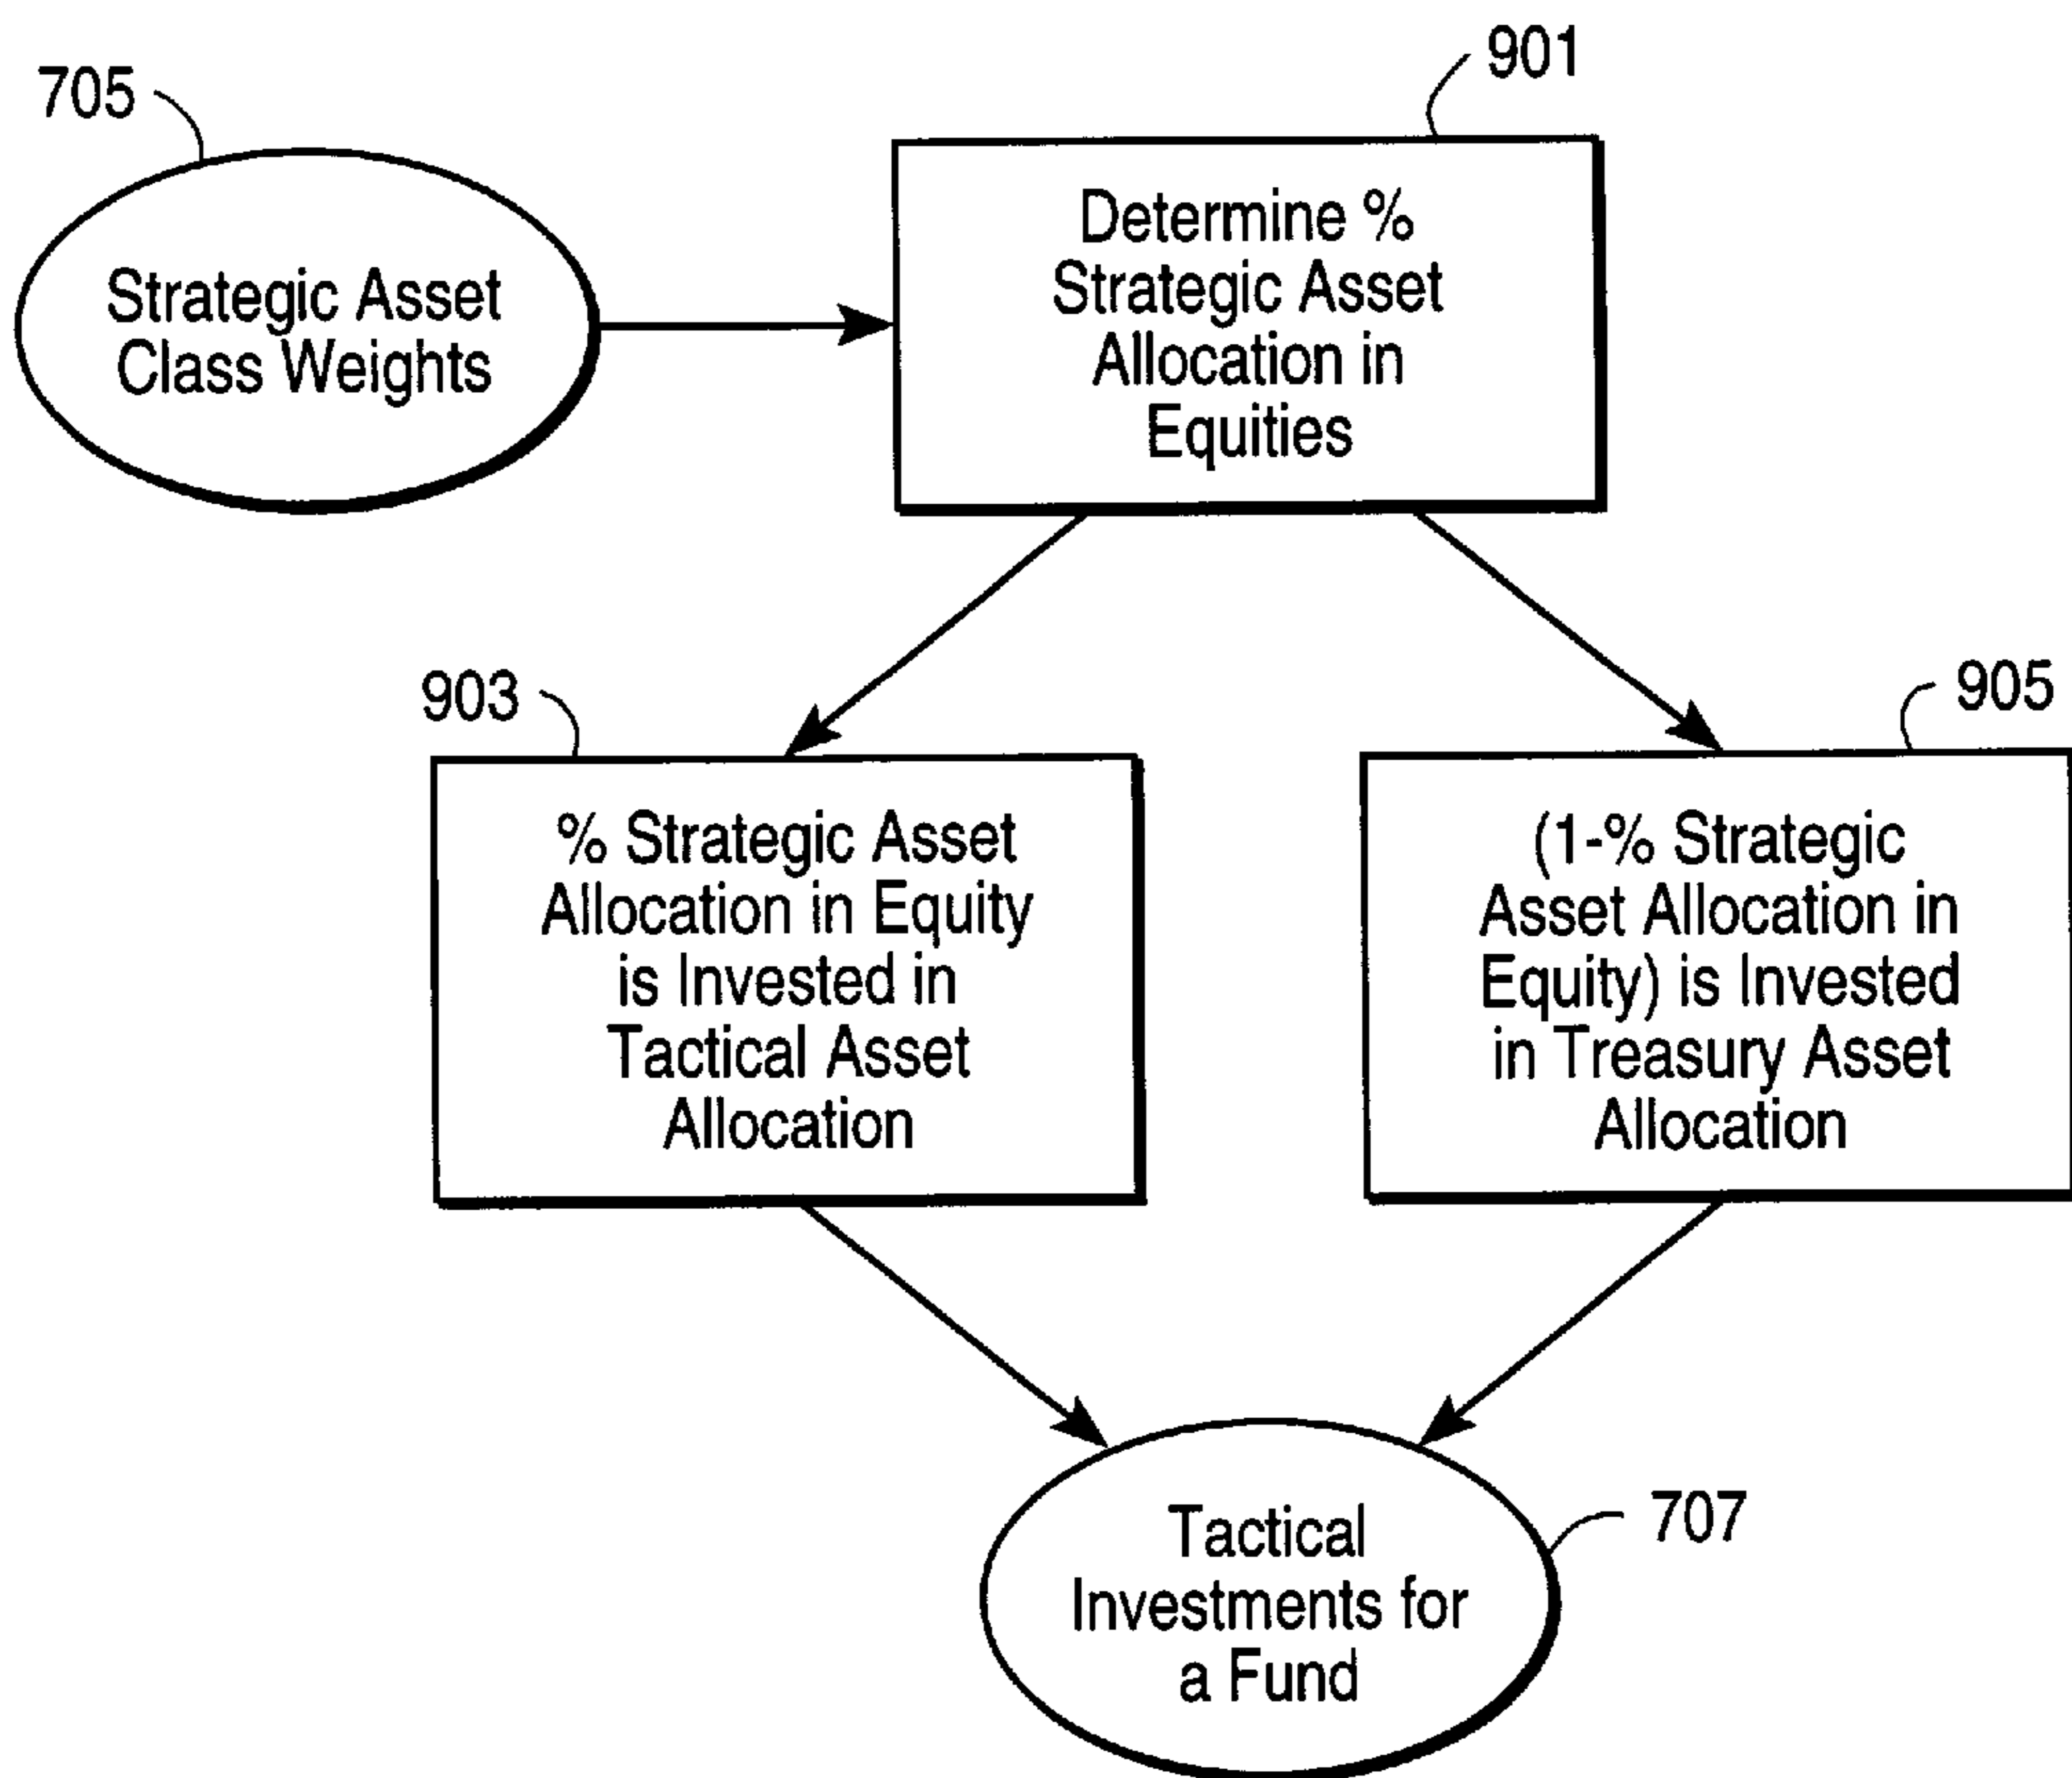 901
705
Determine %
Strategic Asset
Allocation in
Equities
Strategic Asset
Class Weights
903
905
% Strategic Asset
Allocation in Equity
is Invested in
Tactical Asset
Allocation
(1-% Strategic
Asset Allocation in
Equity) is Invested
in Treasury Asset
Allocation
Tactical
Investments for
a Fund
707